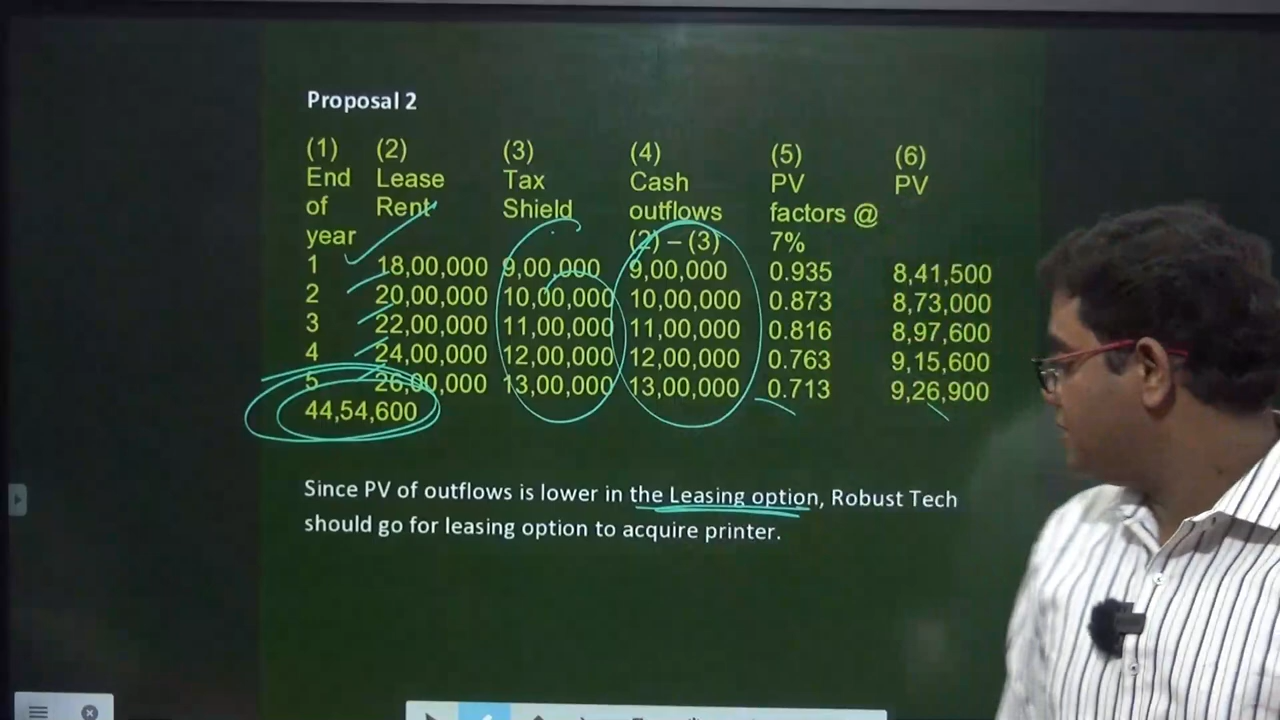 Proposal 2
(1) (2) (3) (4) (5) (6)
End Lease Tax Cash PV PV
of Rent Shield outflows factors @
year (2) – (3) 7%
1 18,00,000 9,00,000 9,00,000 0.935 8,41,500
2 20,00,000 10,00,000 10,00,000 0.873 8,73,000
3 22,00,000 11,00,000 11,00,000 0.816 8,97,600
4 24,00,000 12,00,000 12,00,000 0.763 9,15,600
5 26,00,000 13,00,000 13,00,000 0.713 9,26,900
44,54,600
Since PV of outflows is lower in the Leasing option, Robust Tech
should go for leasing option to acquire printer.